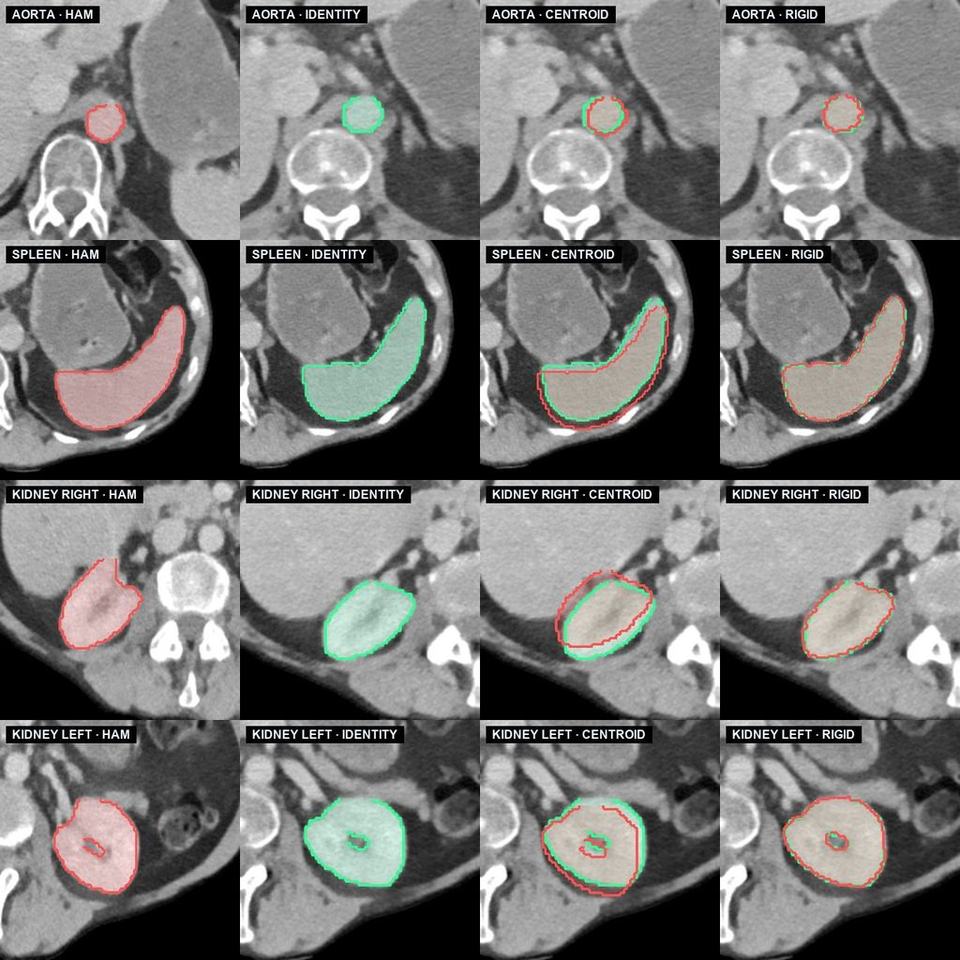 AORTA · HAM
AORTA · IDENTITY
AORTA · CENTROID
AORTA · RIGID
SPLEEN · HAM
SPLEEN · IDENTITY
SPLEEN · CENTROID
SPLEEN · RIGID
KIDNEY RIGHT · HAM
KIDNEY RIGHT · IDENTITY
KIDNEY RIGHT · CENTROID
KIDNEY RIGHT · RIGID
KIDNEY LEFT · HAM
KIDNEY LEFT · IDENTITY
KIDNEY LEFT · CENTROID
KIDNEY LEFT · RIGID